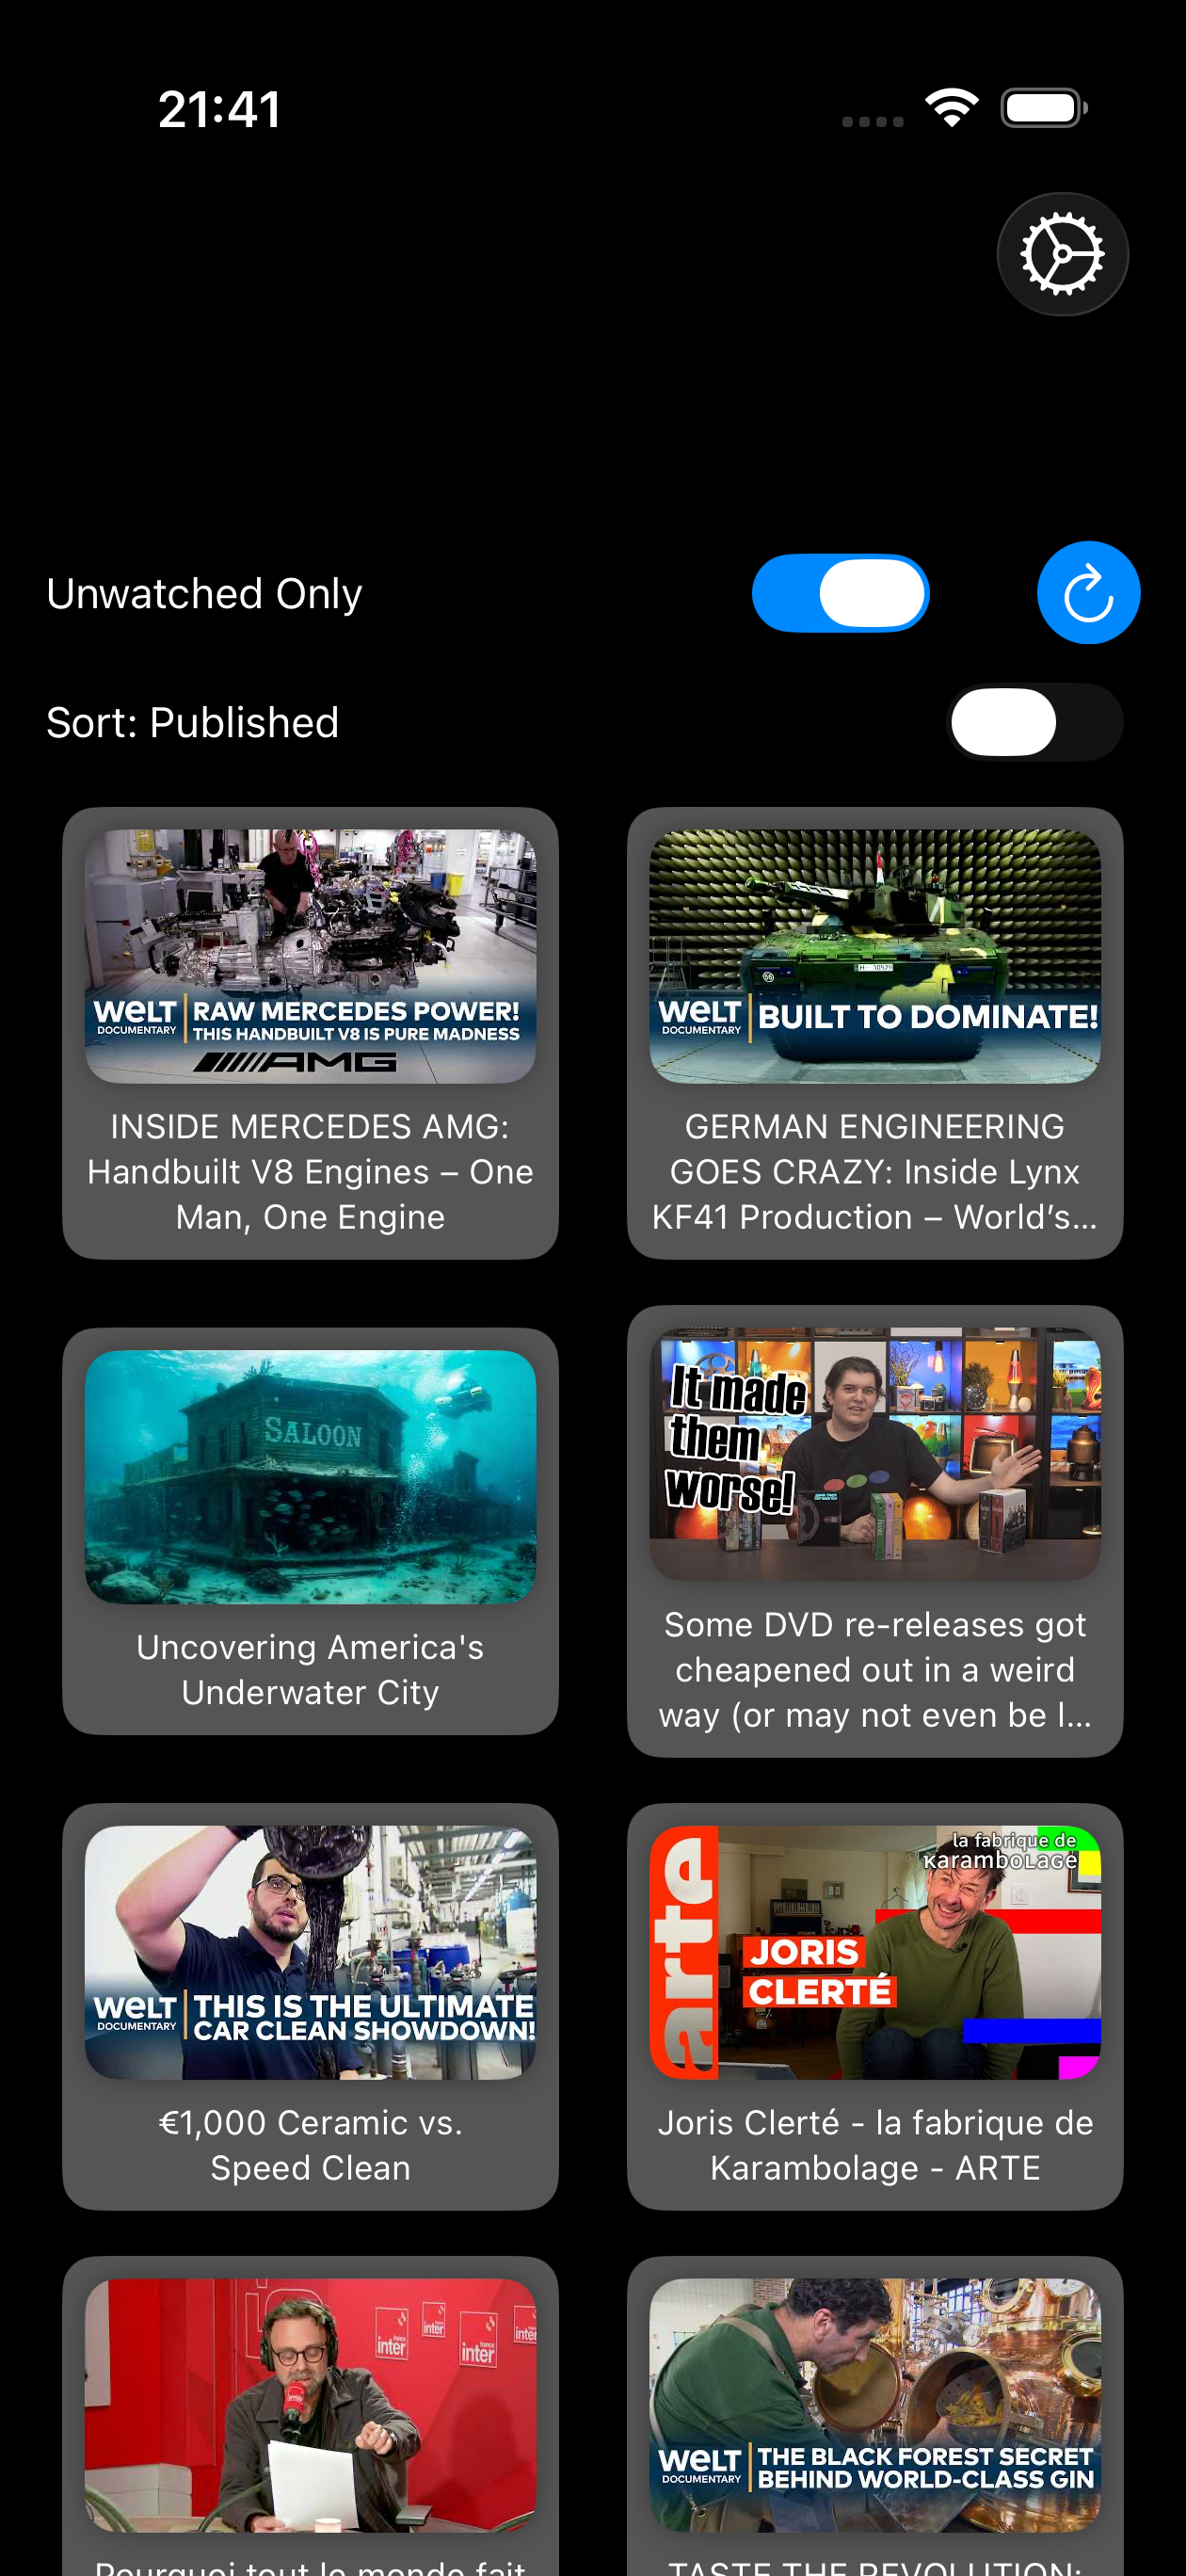 21:41
Unwatched Only
Sort: Published
WELT
DOCUMENTARY
RAW MERCEDES POWER!
THIS HANDBUILT V8 IS PURE MADNESS
AMG
INSIDE MERCEDES AMG:
Handbuilt V8 Engines – One
Man, One Engine
WELT
DOCUMENTARY
BUILT TO DOMINATE!
GERMAN ENGINEERING
GOES CRAZY: Inside Lynx
KF41 Production – World’s...
SALOON
Uncovering America's
Underwater City
It made
them
worse!
Some DVD re-releases got
cheapened out in a weird
way (or may not even be l...
WELT
DOCUMENTARY
THIS IS THE ULTIMATE
CAR CLEAN SHOWDOWN!
€1,000 Ceramic vs.
Speed Clean
arte
la fabrique de
KaramboLaGe
JORIS
CLERTÉ
Joris Clerté - la fabrique de
Karambolage - ARTE
france
inter
inter
france
inter
inter
Pourquoi tout le monde fait
WELT
DOCUMENTARY
THE BLACK FOREST SECRET
BEHIND WORLD-CLASS GIN
TASTE THE REVOLUTION: